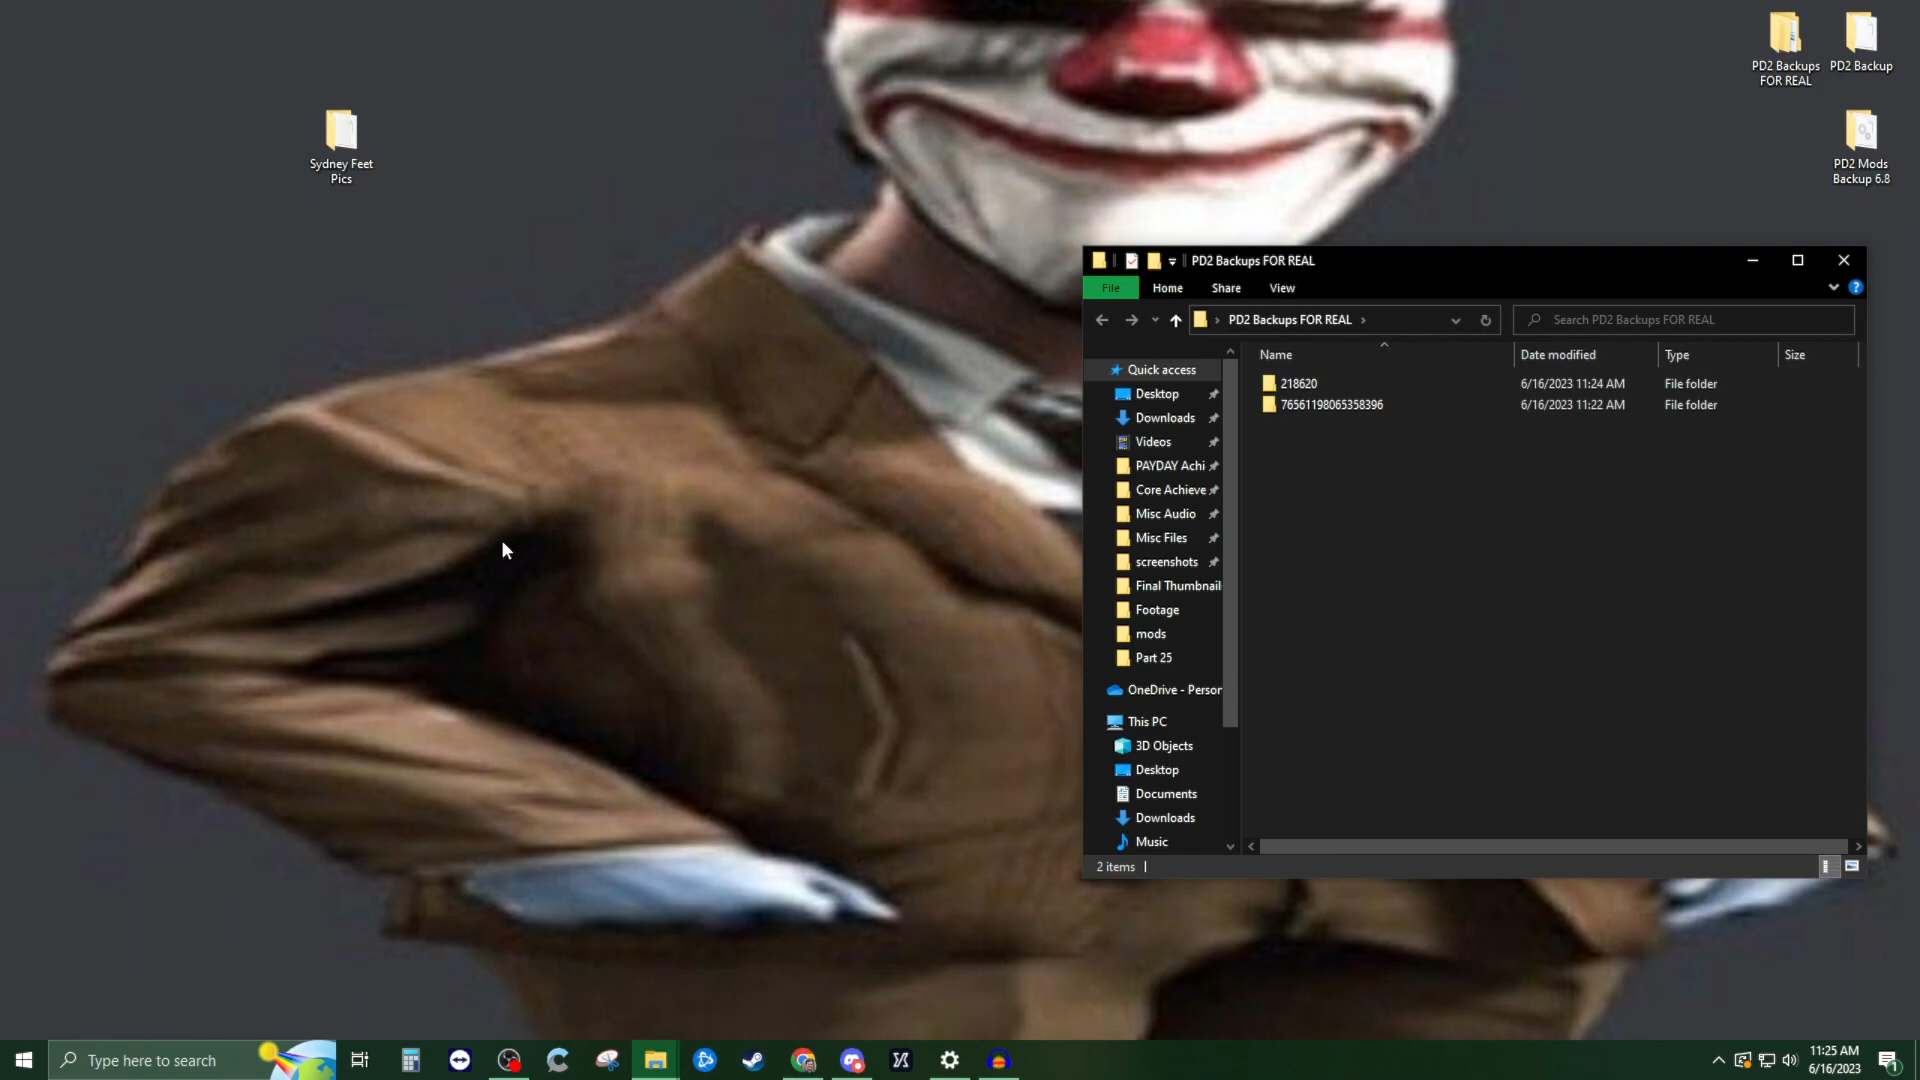 PD2 Backups
FOR REAL
PD2 Backup
Sydney Feet
Pics
PD2 Mods
Backup 6.8
PD2 Backups FOR REAL
File
Home
Share
View
PD2 Backups FOR REAL
Search PD2 Backups FOR REAL
Name
Date modified
Type
Size
218620
6/16/2023 11:24 AM
File folder
76561198065358396
6/16/2023 11:22 AM
File folder
Quick access
Desktop
Downloads
Videos
PAYDAY Achi
Core Achieve
Misc Audio
Misc Files
screenshots
Final Thumbnail
Footage
mods
Part 25
OneDrive - Person
This PC
3D Objects
Desktop
Documents
Downloads
Music
2 items
Type here to search
11:25 AM
6/16/2023
1